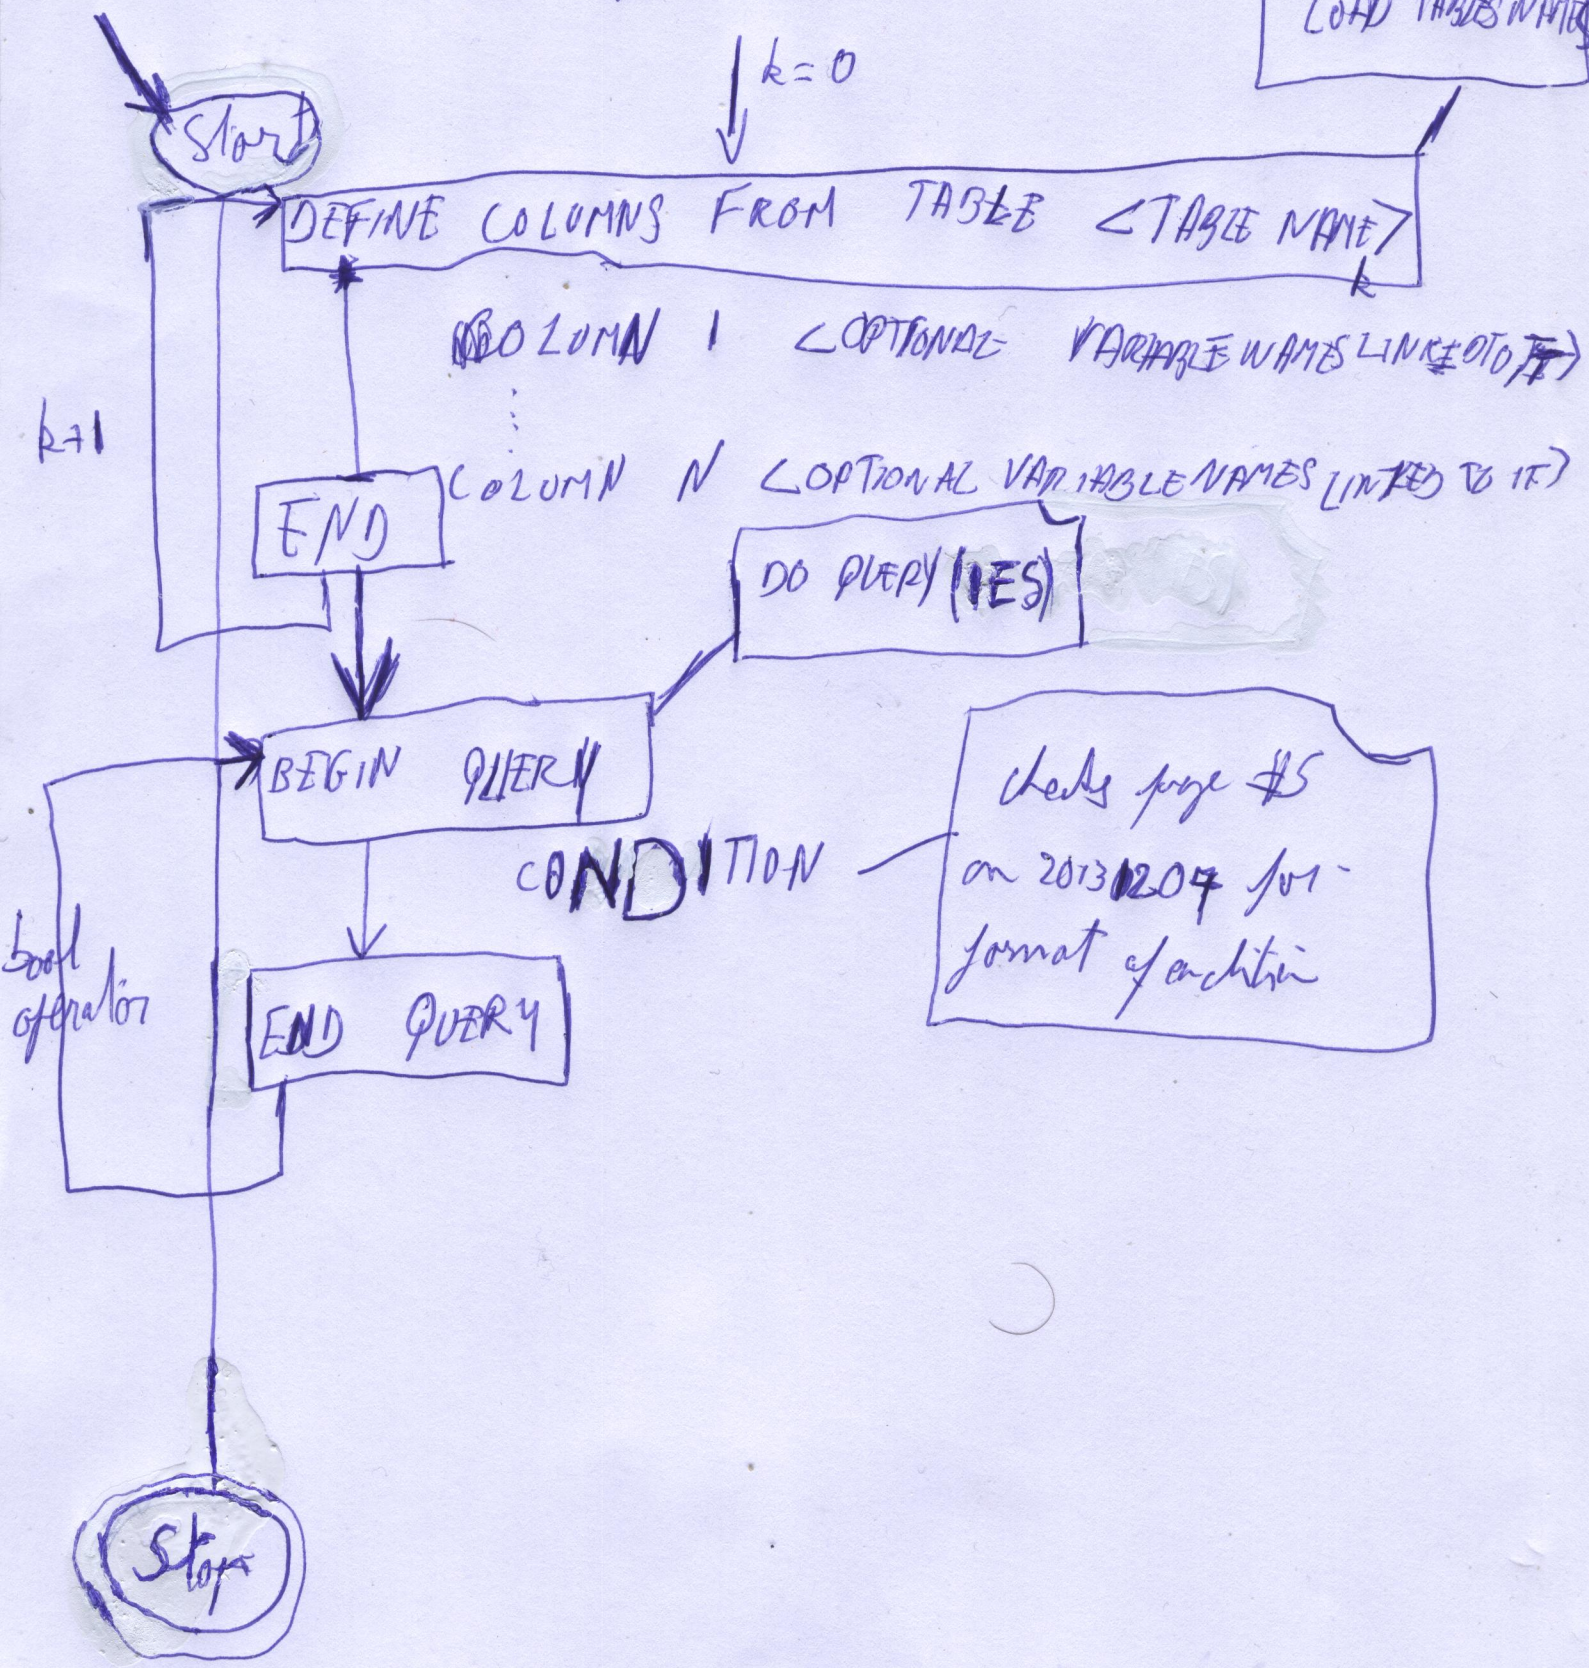 LOAD TABLES NAMES
k=0
Start
DEFINE COLUMNS FROM TABLE <TABLE NAME>
k
COLUMN 1 <OPTIONAL VARIABLE NAMES LINKED TO IT>
k+1
COLUMN N <OPTIONAL VARIABLE NAMES LINKED TO IT>
END
DO QUERY(IES)
BEGIN QUERY
page #5
CONDITION
on 20131207 for
format of condition
bool
operator
END QUERY
Stop